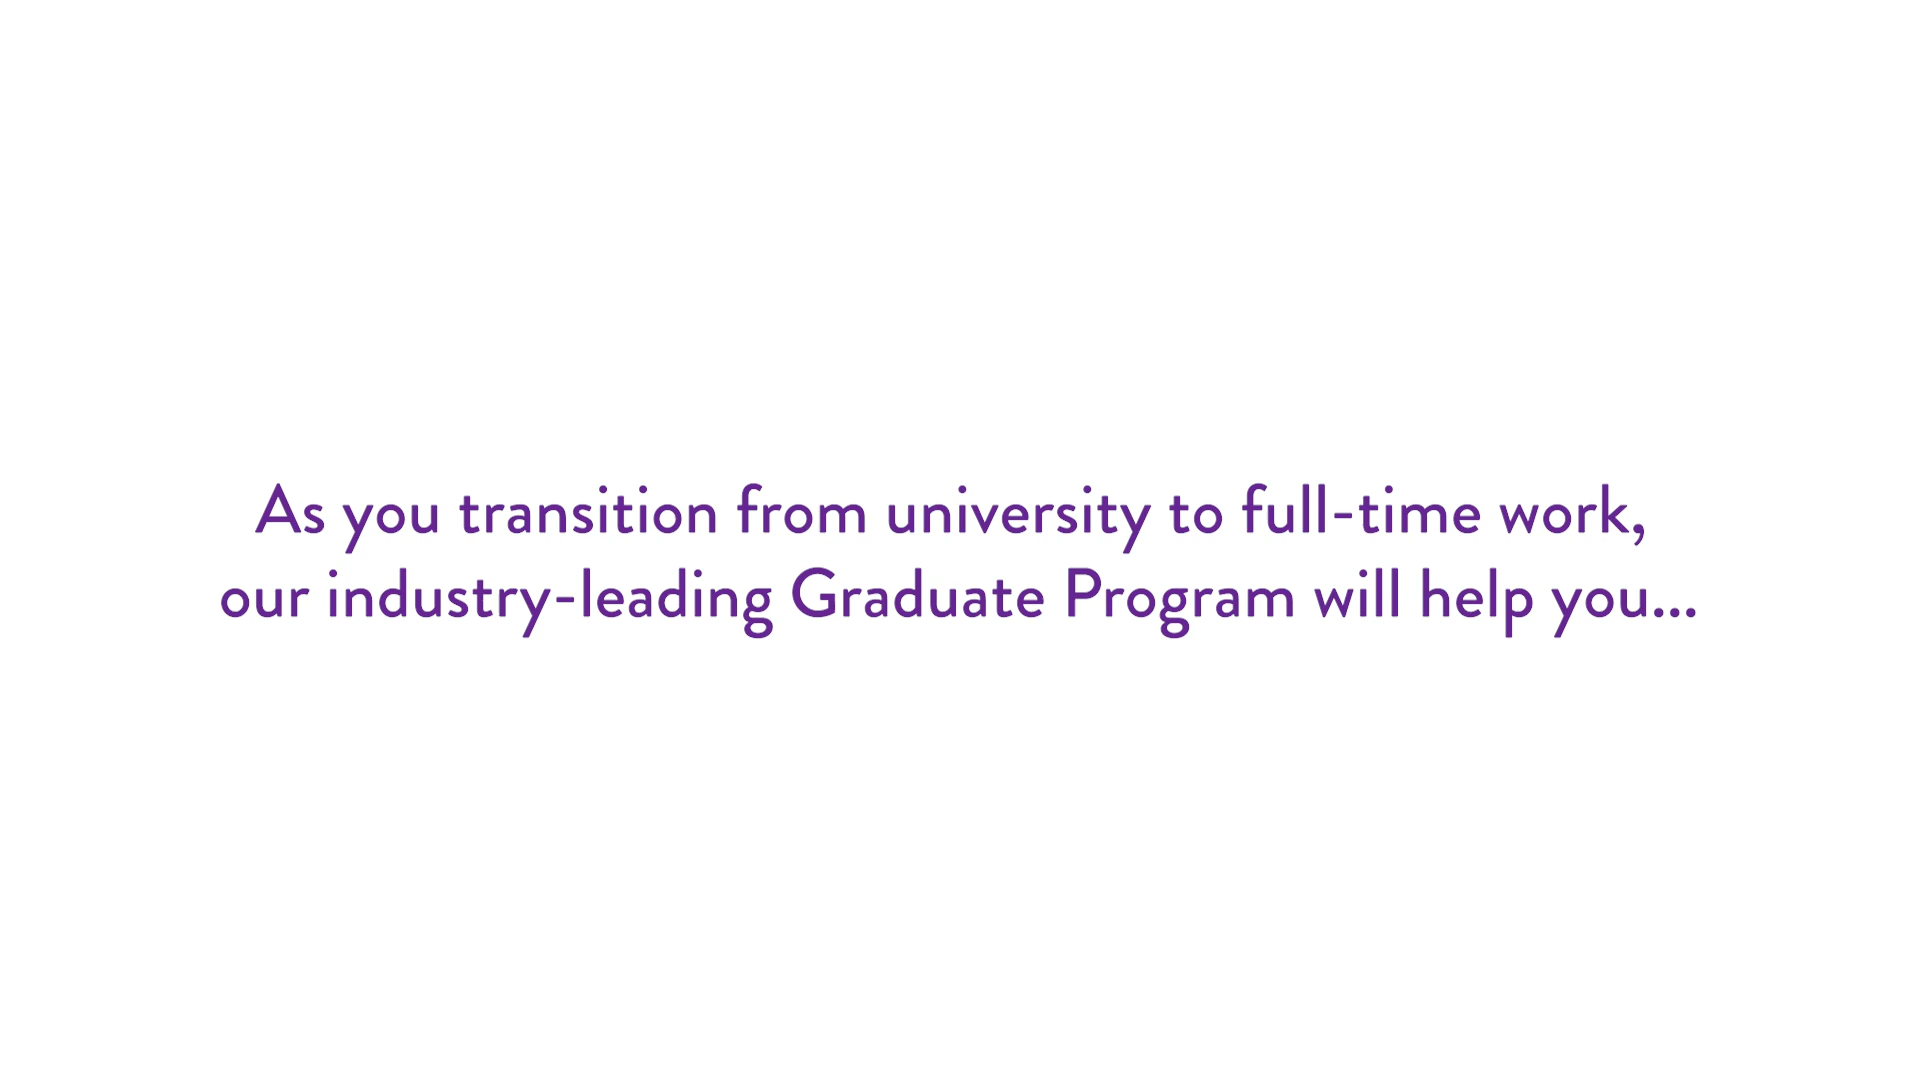 As you transition from university to full-time work,
our industry-leading Graduate Program will help you...